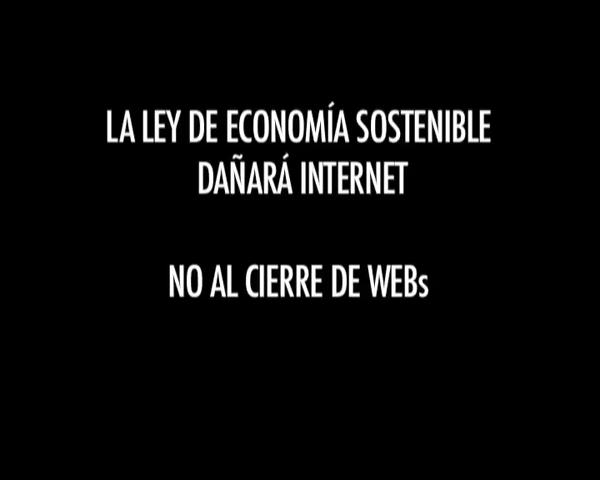 LA LEY DE ECONOMÍA SOSTENIBLE
DAÑARÁ INTERNET
NO AL CIERRE DE WEBs